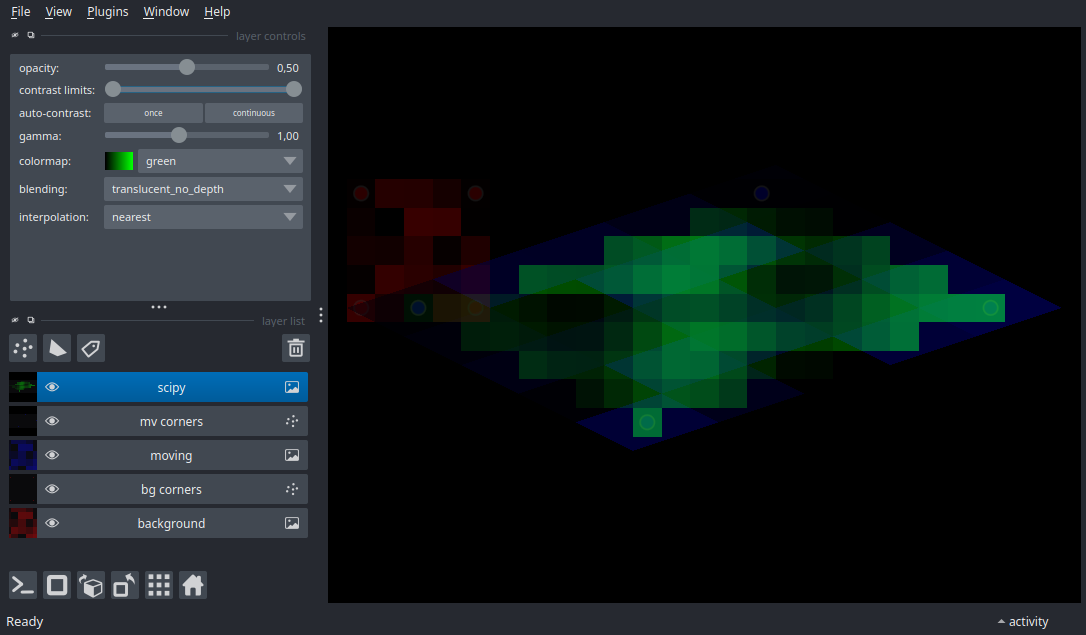 File View Plugins Window Help
layer controls
opacity: 0,50
contrast limits:
auto-contrast: once continuous
gamma: 1,00
colormap: green
blending: translucent_no_depth
interpolation: nearest
layer list
scipy
mv corners
moving
bg corners
background
Ready activity